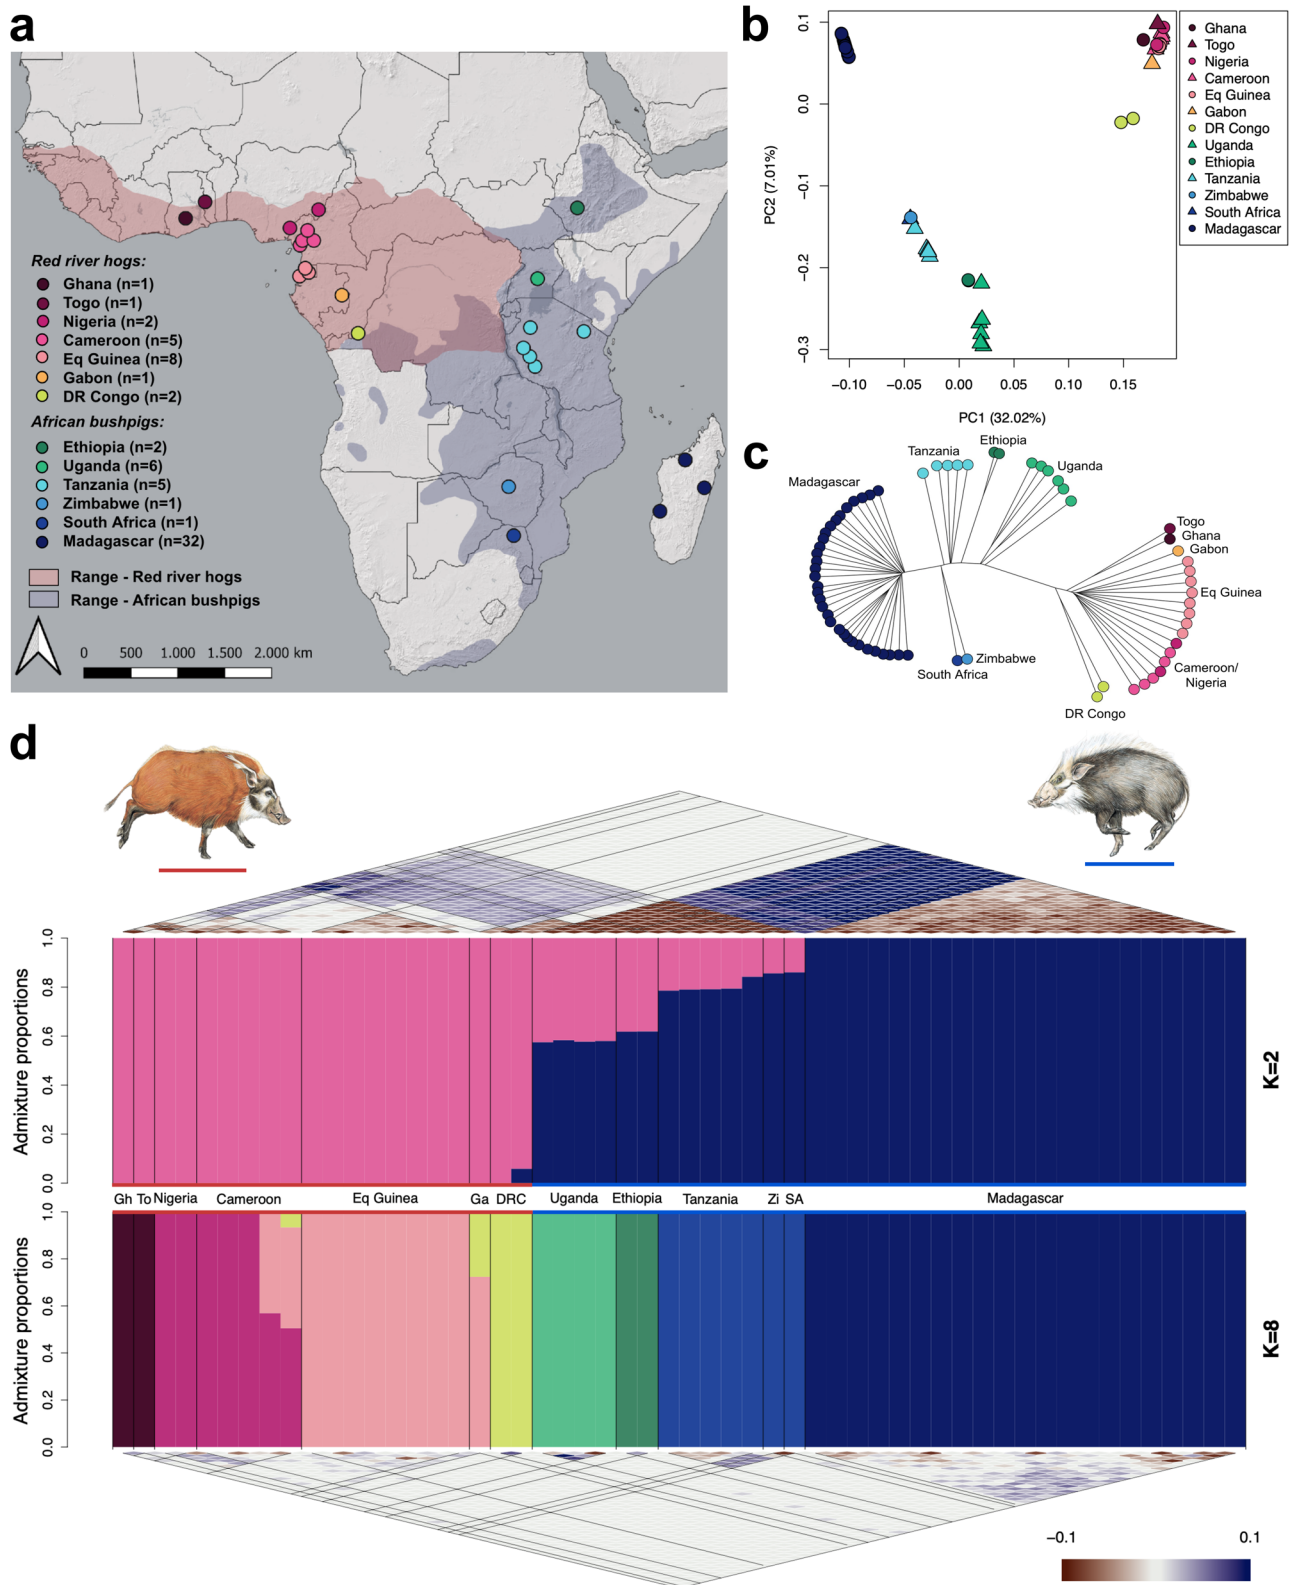 a
Red river hogs:
Ghana (n=1)
Togo (n=1)
Nigeria (n=2)
Cameroon (n=5)
Eq Guinea (n=8)
Gabon (n=1)
DR Congo (n=2)
African bushpigs:
Ethiopia (n=2)
Uganda (n=6)
Tanzania (n=5)
Zimbabwe (n=1)
South Africa (n=1)
Madagascar (n=32)
Range - Red river hogs
Range - African bushpigs
0 500 1.000 1.500 2.000 km
b
PC2 (7.01%)
0.1
0.0
−0.1
−0.2
−0.3
−0.10 −0.05 0.00 0.05 0.10 0.15
PC1 (32.02%)
Ghana
Togo
Nigeria
Cameroon
Eq Guinea
Gabon
DR Congo
Uganda
Ethiopia
Tanzania
Zimbabwe
South Africa
Madagascar
c
Madagascar
Tanzania
Ethiopia
Uganda
Togo
Ghana
Gabon
Eq Guinea
Cameroon/
Nigeria
DR Congo
Zimbabwe
South Africa
d
Admixture proportions
1.0
0.8
0.6
0.4
0.2
0.0
K=2
Gh To Nigeria Cameroon Eq Guinea Ga DRC Uganda Ethiopia Tanzania Zi SA Madagascar
Admixture proportions
1.0
0.8
0.6
0.4
0.2
0.0
K=8
−0.1 0.1